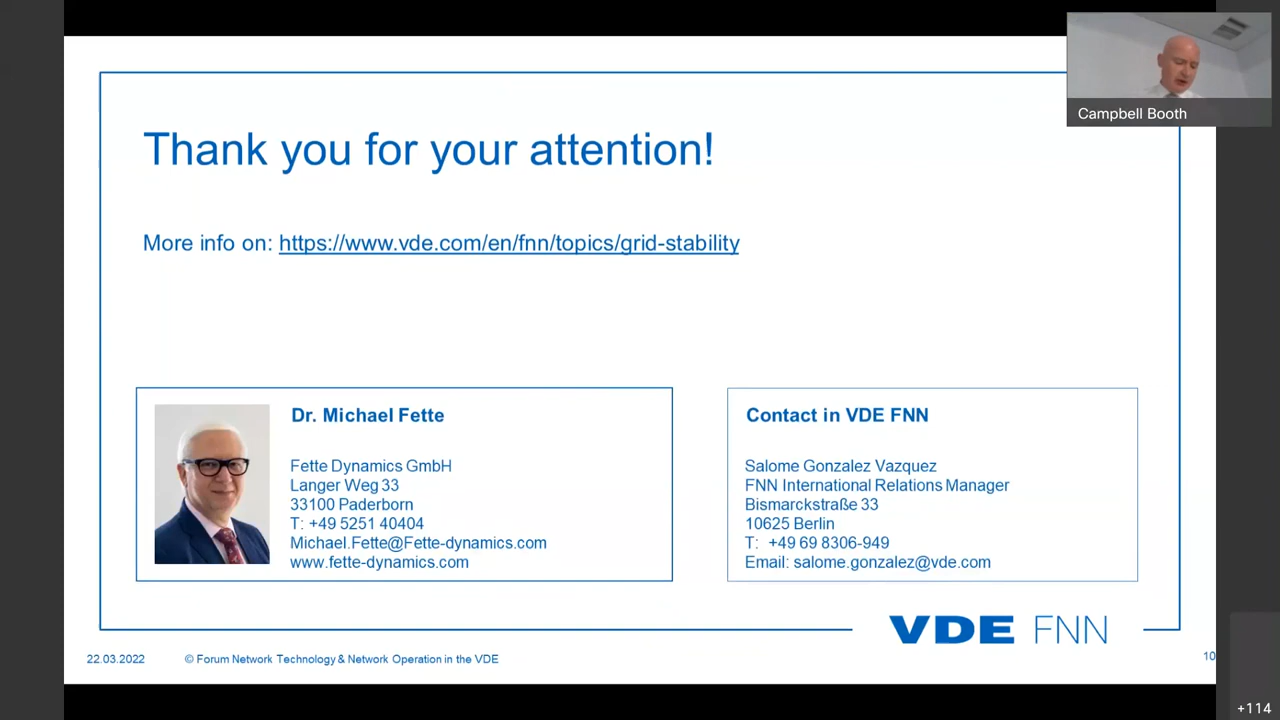 Campbell Booth
Thank you for your attention!
More info on: https://www.vde.com/en/fnn/topics/grid-stability
Dr. Michael Fette
Fette Dynamics GmbH
Langer Weg 33
33100 Paderborn
T: +49 5251 40404
Michael.Fette@Fette-dynamics.com
www.fette-dynamics.com
Contact in VDE FNN
Salome Gonzalez Vazquez
FNN International Relations Manager
Bismarckstraße 33
10625 Berlin
T: +49 69 8306-949
Email: salome.gonzalez@vde.com
VDE FNN
22.03.2022
© Forum Network Technology & Network Operation in the VDE
10
+114